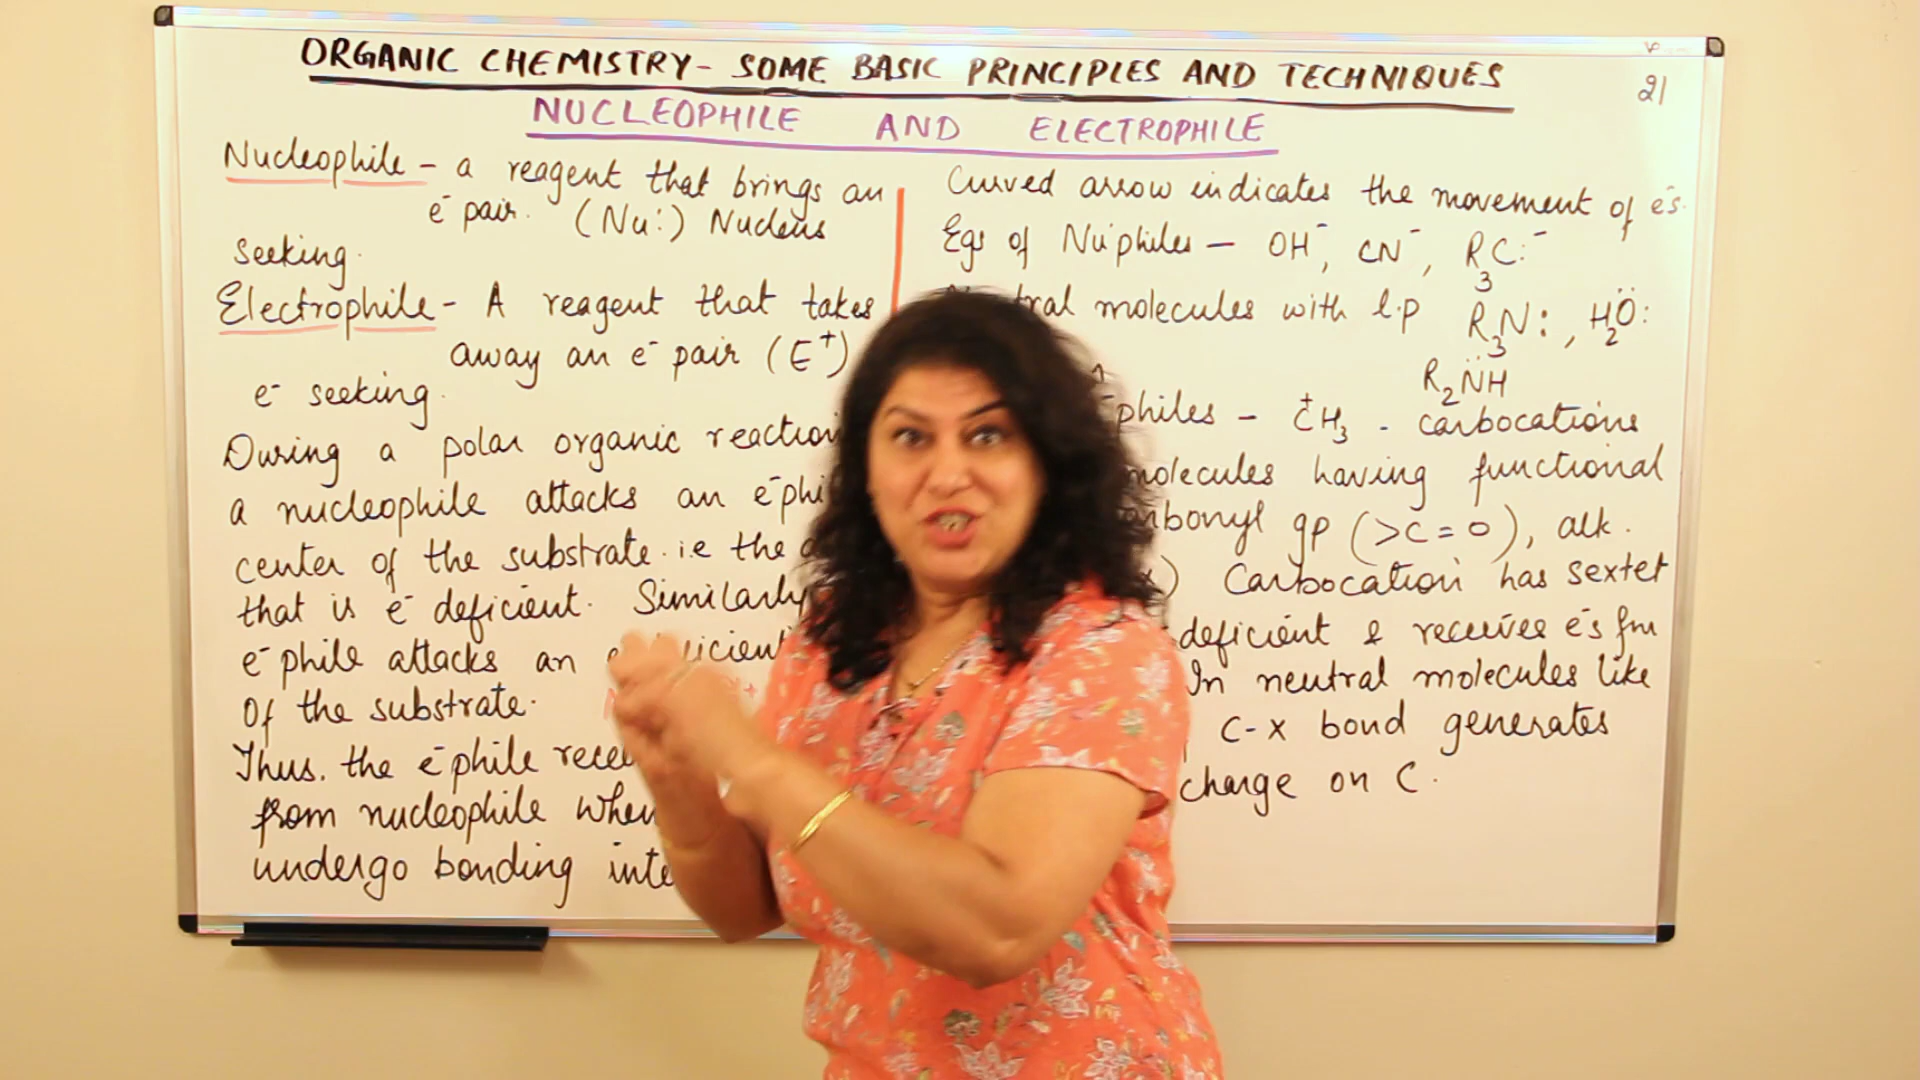 ORGANIC CHEMISTRY - SOME BASIC PRINCIPLES AND TECHNIQUES
21
NUCLEOPHILE AND ELECTROPHILE
Nucleophile - a reagent that brings an
e⁻ pair. (Nu:) Nucleus
seeking.
Electrophile - A reagent that takes
away an e⁻ pair (E⁺)
e⁻ seeking.
During a polar organic reaction
a nucleophile attacks an e⁻phi
center of the substrate. i.e the
that is e⁻ deficient. Similarly
e⁻phile attacks an
of the substrate.
Thus, the e⁻phile recei
from nucleophile when
undergo bonding inte
Curved arrow indicates the movement of e⁻s.
Egs of Nu⁻philes - OH⁻, CN⁻, R₃C:⁻
tral molecules with l.p R₃N:, H₂Ö:
R₂N̈H
philes - C⁺H₃ - carbocations
molecules having functional
arbonyl gp (>C=O), alk.
x) Carbocation has sextet
deficient & receives e⁻s frm
In neutral molecules like
C-X bond generates
charge on C.